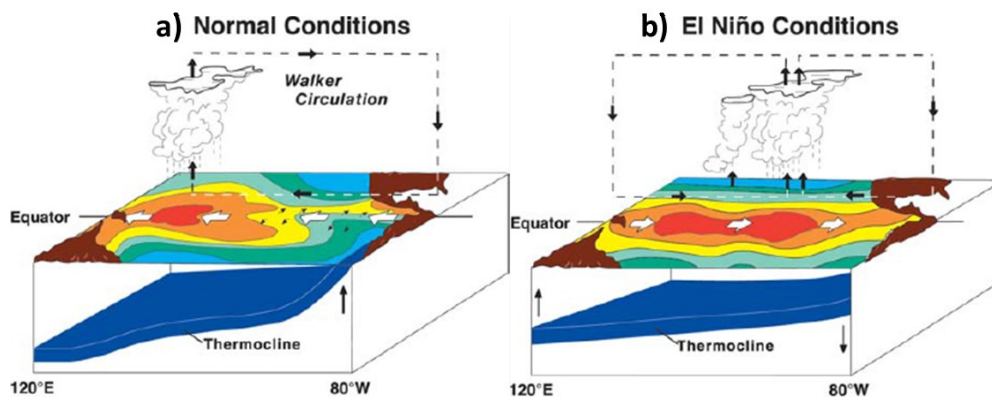 a) Normal Conditions
Walker
Circulation
Equator
Thermocline
120°E
80°W
b) El Niño Conditions
Equator
Thermocline
120°E
80°W